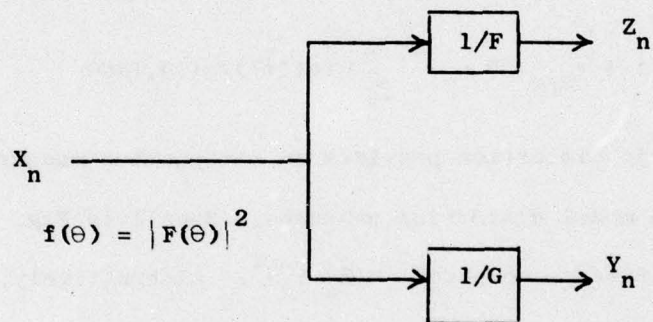 1/F
Z_n
X_n
f(Θ) = |F(Θ)|^2
1/G
Y_n